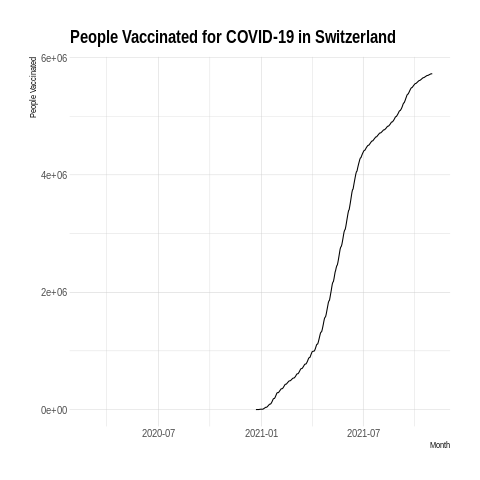 People Vaccinated for COVID-19 in Switzerland
People Vaccinated
6e+06
4e+06
2e+06
0e+00
2020-07
2021-01
2021-07
Month